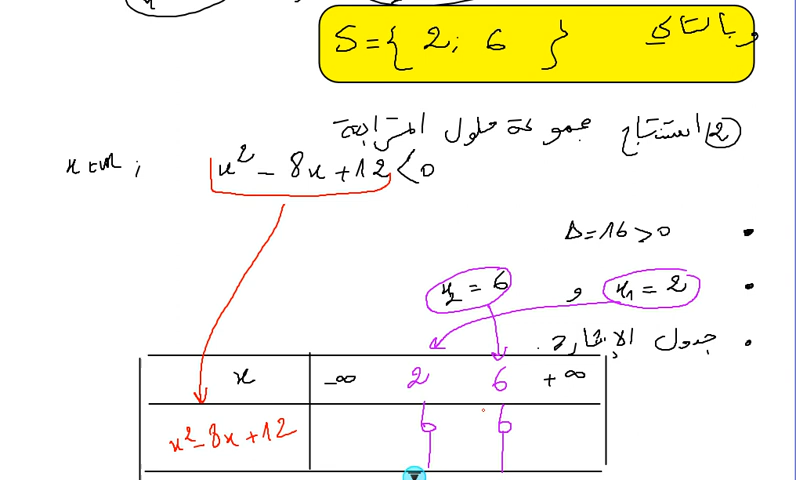 وبالتالي S = { 2 ; 6 }
② استنتاج مجموعة حلول المتراجحة
x ∈ ℝ ; x² - 8x + 12 < 0
• Δ = 16 > 0
• x₁ = 2 و x₂ = 6
• جدول الإشارة.
x -∞ 2 6 +∞
x² - 8x + 12 0 0